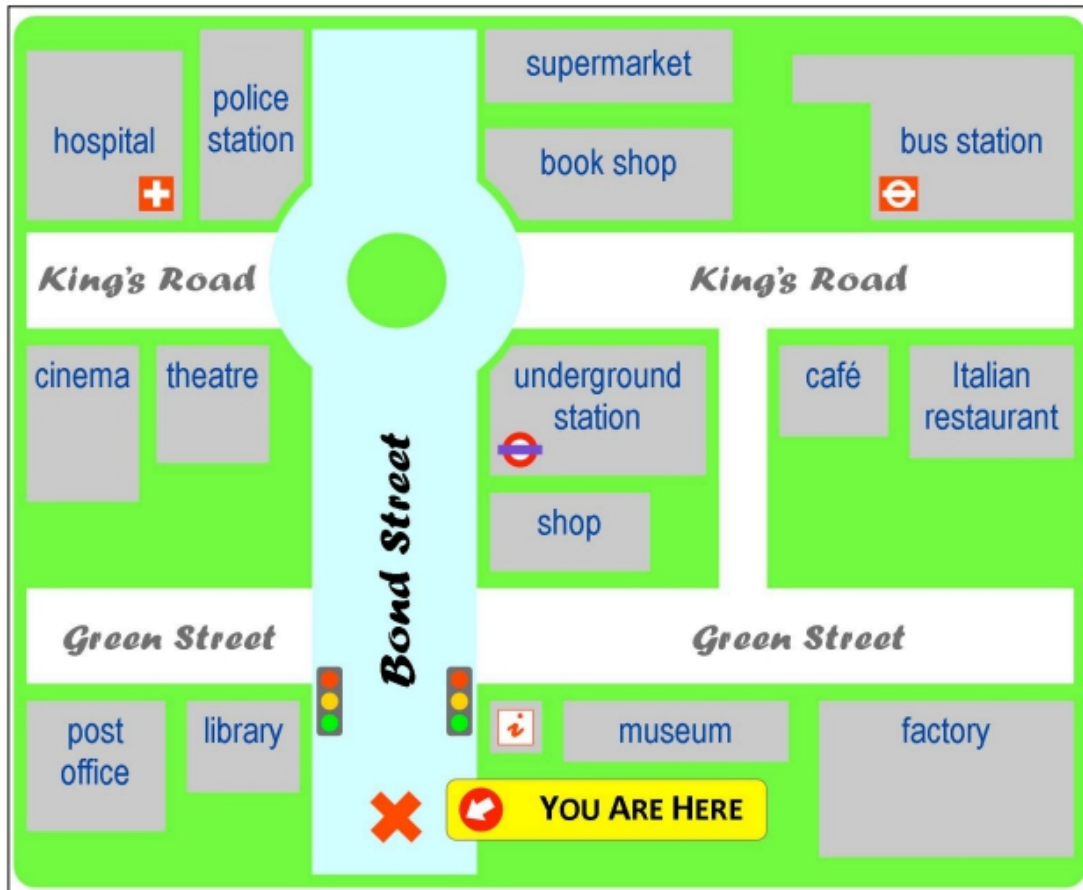 supermarket
police
station
hospital
bus station
book shop
King's Road
King's Road
cinema
theatre
underground
station
café
Italian
restaurant
shop
Bond Street
Green Street
Green Street
post
office
library
i
museum
factory
YOU ARE HERE